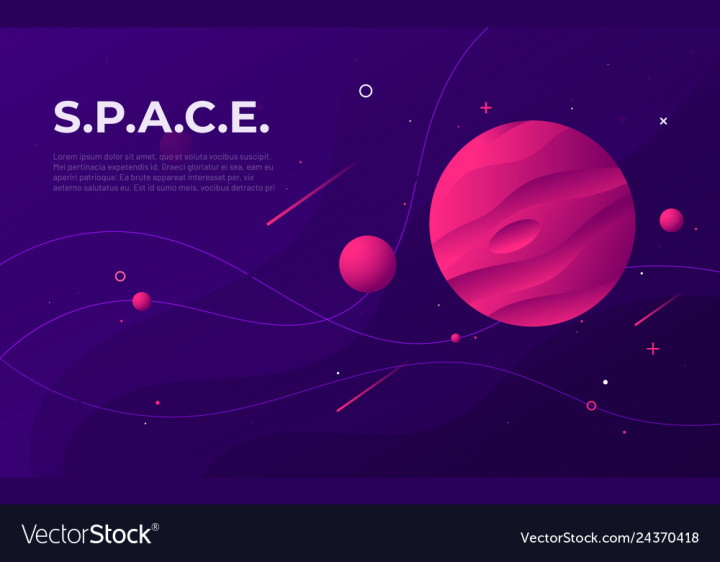 S.P.A.C.E.
Lorem ipsum dolor sit amet, quo et soluta vocibus suscipit.
Mei pertinacia expetendis id. Graeci gloriatur ei sea, eam eu
aperiri patrioque. Ea brute appareat interesset per, vix
aeterno salutatus eu. Est id sumo meis, vocibus detracto pri
VectorStock®
VectorStock.com/24370418